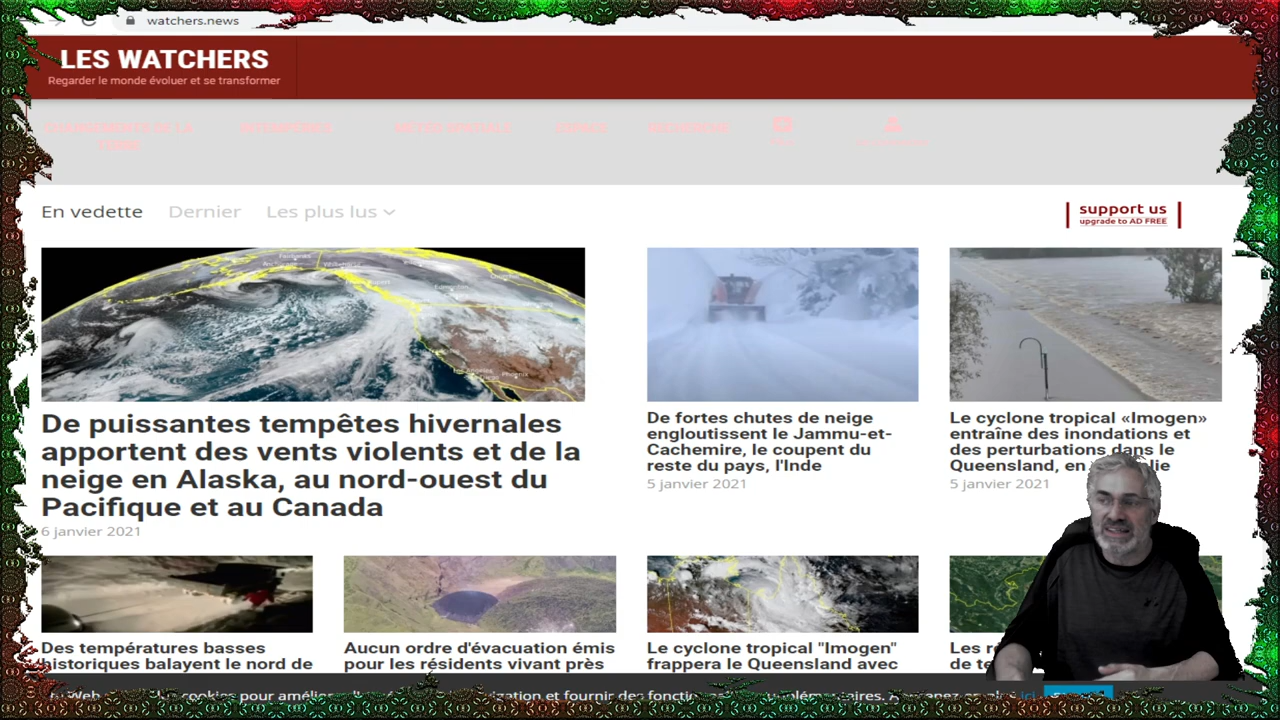 watchers.news
LES WATCHERS
Regarder le monde évoluer et se transformer
En vedette Dernier Les plus lus
support us
upgrade to AD FREE
De puissantes tempêtes hivernales
apportent des vents violents et de la
neige en Alaska, au nord-ouest du
Pacifique et au Canada
6 janvier 2021
De fortes chutes de neige
engloutissent le Jammu-et-
Cachemire, le coupent du
reste du pays, l'Inde
5 janvier 2021
Le cyclone tropical «Imogen»
entraîne des inondations et
des perturbations dans le
Queensland, en
5 janvier 2021
Des températures basses
historiques balayent le nord de
Aucun ordre d'évacuation émis
pour les résidents vivant près
Le cyclone tropical "Imogen"
frappera le Queensland avec
Les
de
Web cookies pour et fournir des
ici